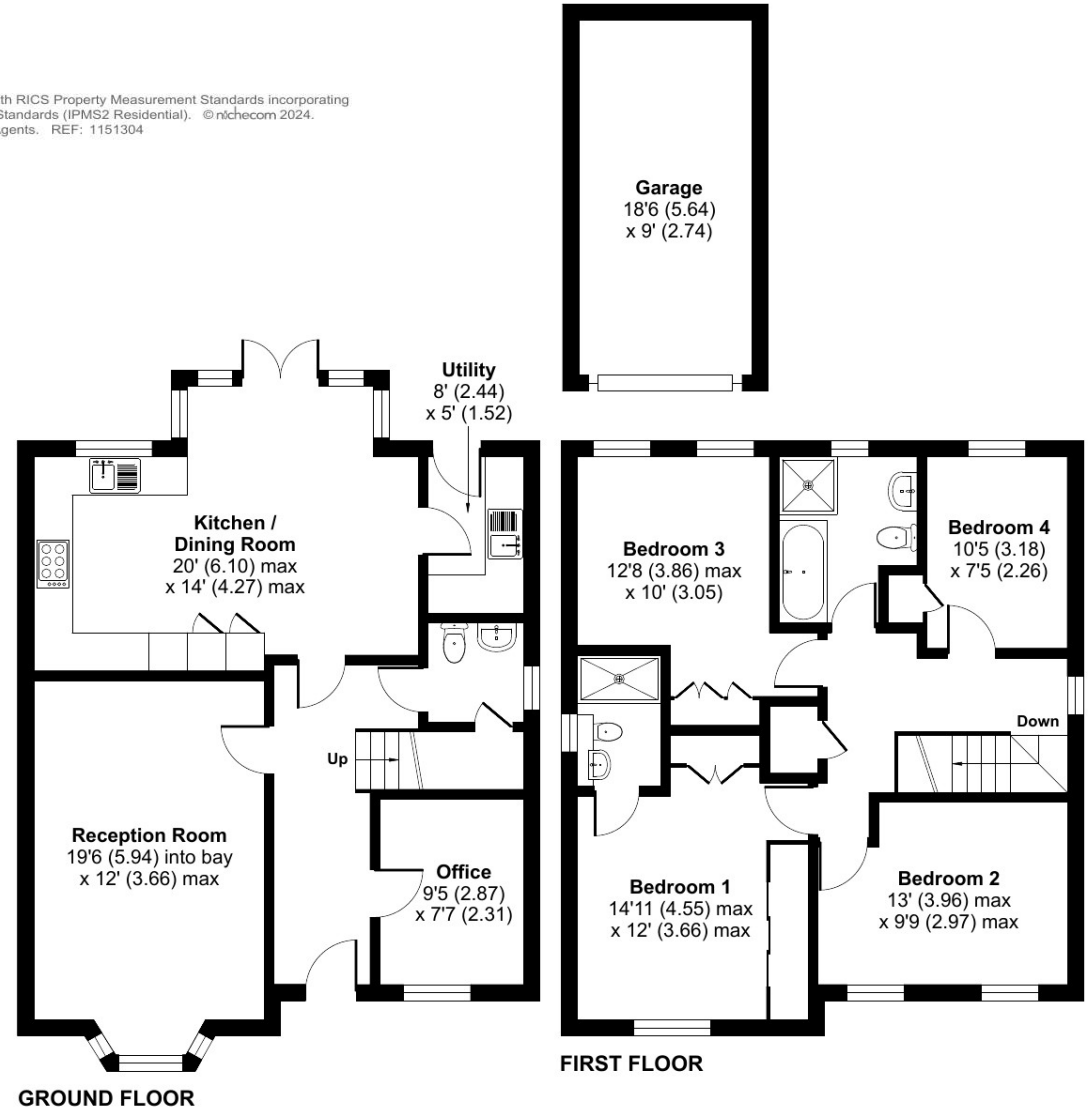 th RICS Property Measurement Standards incorporating
Standards (IPMS2 Residential). © nichecom 2024.
gents. REF: 1151304
Garage
18'6 (5.64)
x 9' (2.74)
Utility
8' (2.44)
x 5' (1.52)
Kitchen /
Dining Room
20' (6.10) max
x 14' (4.27) max
Up
Reception Room
19'6 (5.94) into bay
x 12' (3.66) max
Office
9'5 (2.87)
x 7'7 (2.31)
GROUND FLOOR
Bedroom 3
12'8 (3.86) max
x 10' (3.05)
Bedroom 4
10'5 (3.18)
x 7'5 (2.26)
Down
Bedroom 1
14'11 (4.55) max
x 12' (3.66) max
Bedroom 2
13' (3.96) max
x 9'9 (2.97) max
FIRST FLOOR